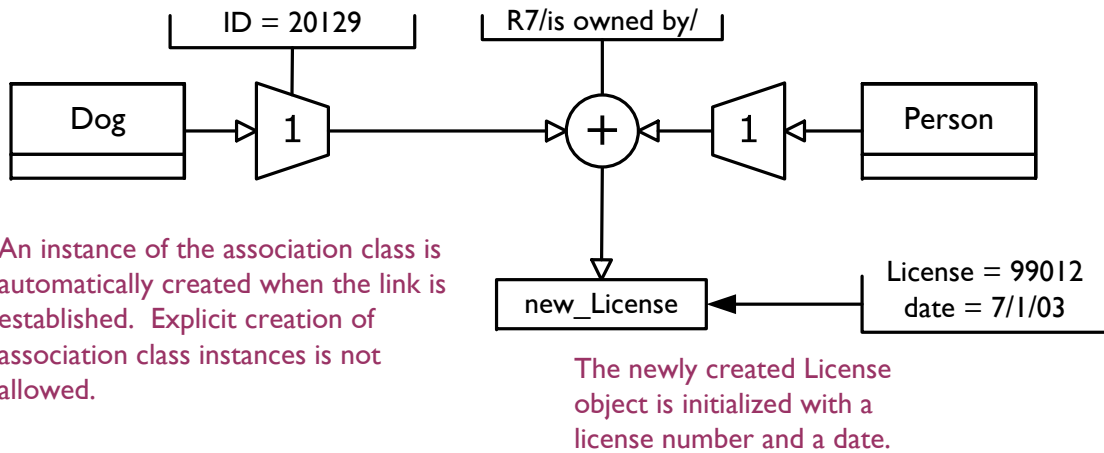 ID = 20129
R7/is owned by/
Dog
1
+
1
Person
An instance of the association class is
automatically created when the link is
established. Explicit creation of
association class instances is not
allowed.
new_License
License = 99012
date = 7/1/03
The newly created License
object is initialized with a
license number and a date.